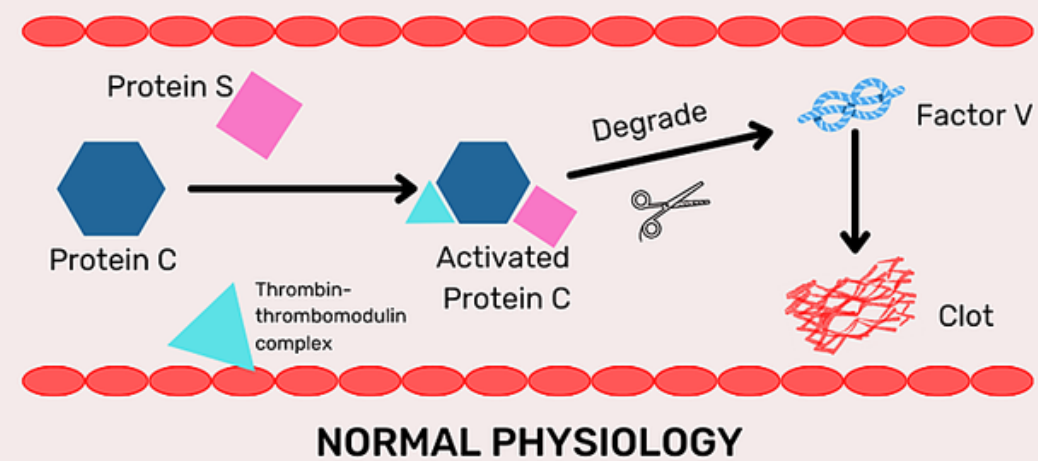 Protein S
Protein C
Thrombin-
thrombomodulin
complex
Activated
Protein C
Degrade
Factor V
Clot
NORMAL PHYSIOLOGY